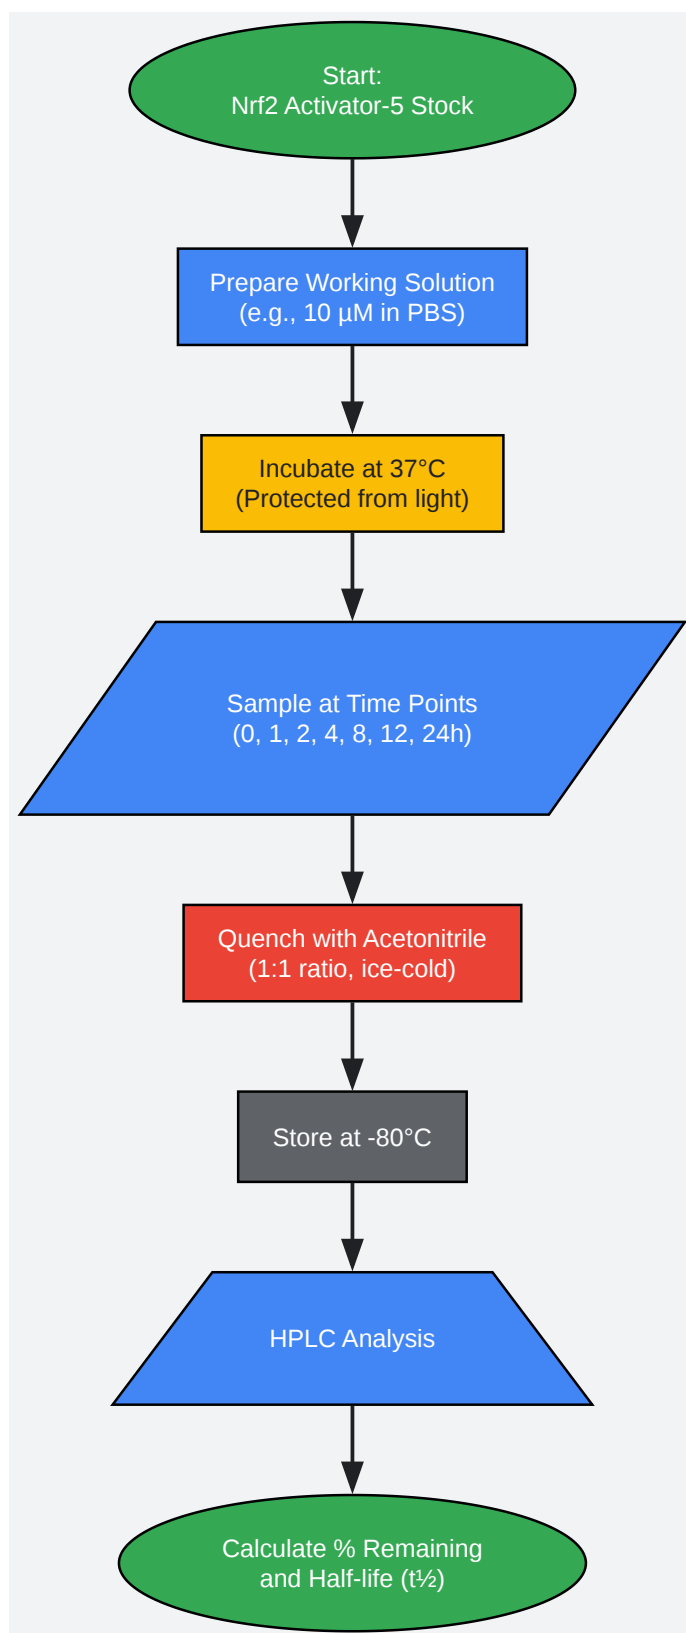 Start:
Nrf2 Activator-5 Stock
Prepare Working Solution
(e.g., 10 µM in PBS)
Incubate at 37°C
(Protected from light)
Sample at Time Points
(0, 1, 2, 4, 8, 12, 24h)
Quench with Acetonitrile
(1:1 ratio, ice-cold)
Store at -80°C
HPLC Analysis
Calculate % Remaining
and Half-life (t½)